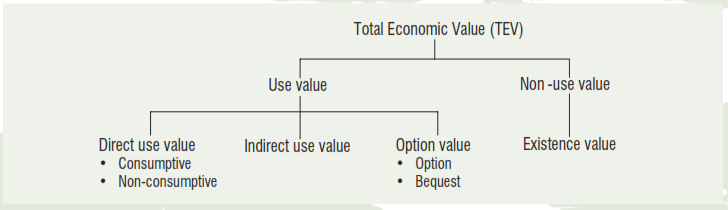 Total Economic Value (TEV)
Use value
Non -use value
Direct use value
• Consumptive
• Non-consumptive
Indirect use value
Option value
• Option
• Bequest
Existence value